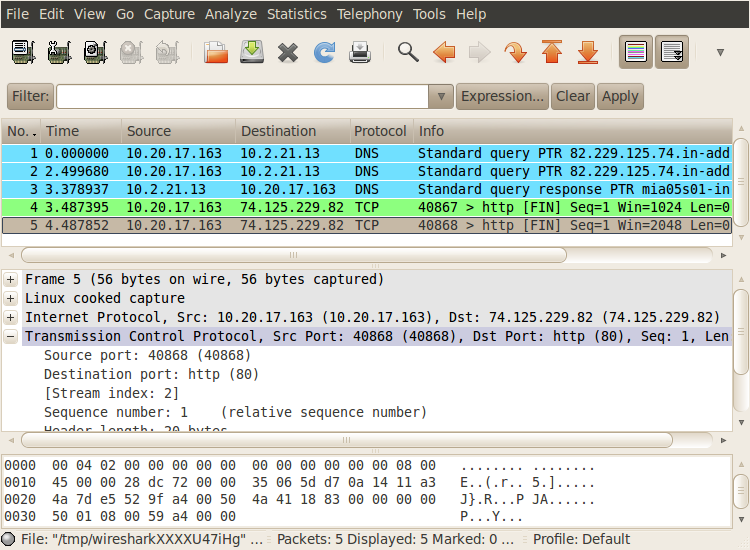 File Edit View Go Capture Analyze Statistics Telephony Tools Help
Filter: Expression... Clear Apply
No. Time Source Destination Protocol Info
1 0.000000 10.20.17.163 10.2.21.13 DNS Standard query PTR 82.229.125.74.in-add
2 2.499680 10.20.17.163 10.2.21.13 DNS Standard query PTR 82.229.125.74.in-add
3 3.378937 10.2.21.13 10.20.17.163 DNS Standard query response PTR mia05s01-in
4 3.487395 10.20.17.163 74.125.229.82 TCP 40867 > http [FIN] Seq=1 Win=1024 Len=0
5 4.487852 10.20.17.163 74.125.229.82 TCP 40868 > http [FIN] Seq=1 Win=2048 Len=0
Frame 5 (56 bytes on wire, 56 bytes captured)
Linux cooked capture
Internet Protocol, Src: 10.20.17.163 (10.20.17.163), Dst: 74.125.229.82 (74.125.229.82)
Transmission Control Protocol, Src Port: 40868 (40868), Dst Port: http (80), Seq: 1, Len
Source port: 40868 (40868)
Destination port: http (80)
[Stream index: 2]
Sequence number: 1 (relative sequence number)
Header length: 20 bytes
0000 00 04 02 00 00 00 00 00 00 00 00 00 00 00 08 00 ........ ........
0010 45 00 00 28 dc 72 00 00 35 06 5d d7 0a 14 11 a3 E..(.r.. 5.].....
0020 4a 7d e5 52 9f a4 00 50 4a 41 18 83 00 00 00 00 J}.R...P JA......
0030 50 01 08 00 59 a4 00 00 P...Y...
File: "/tmp/wiresharkXXXXU47iHg" ... Packets: 5 Displayed: 5 Marked: 0 ... Profile: Default